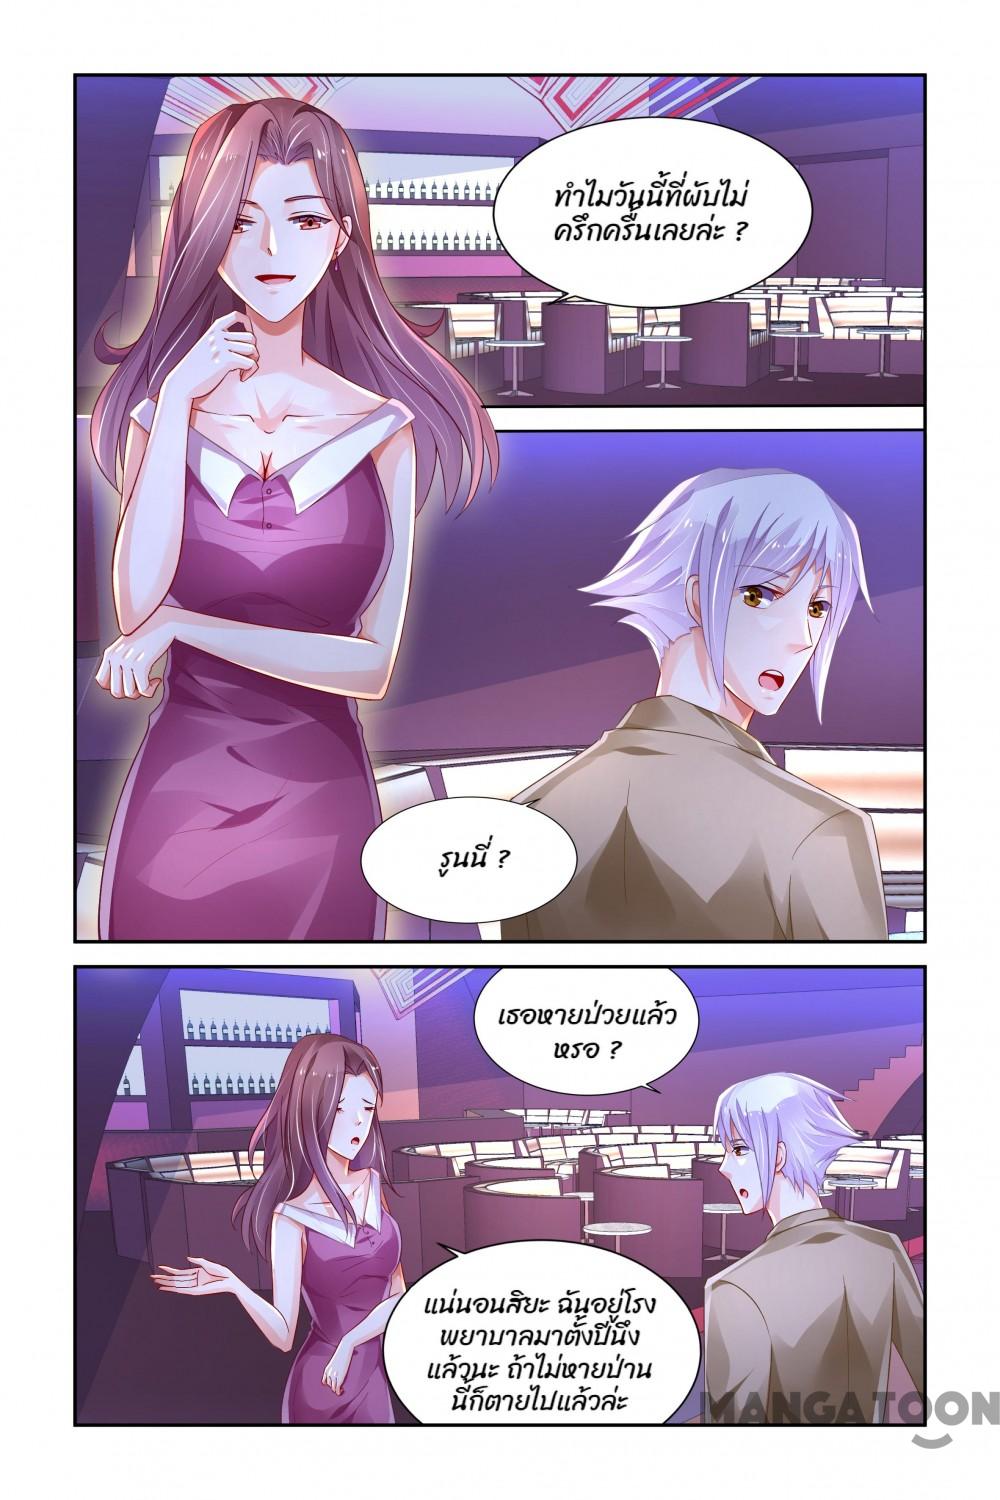 ทำไมวันนี้ที่ผับไม่
ครึกครื้นเลยล่ะ ?
รูนนี่ ?
เธอหายป่วยแล้ว
หรอ ?
แน่นอนสิยะ ฉันอยู่โรง
พยาบาลมาตั้งปีนึง
แล้วนะ ถ้าไม่หายป่าน
นี้ก็ตายไปแล้วล่ะ
MANGATOON